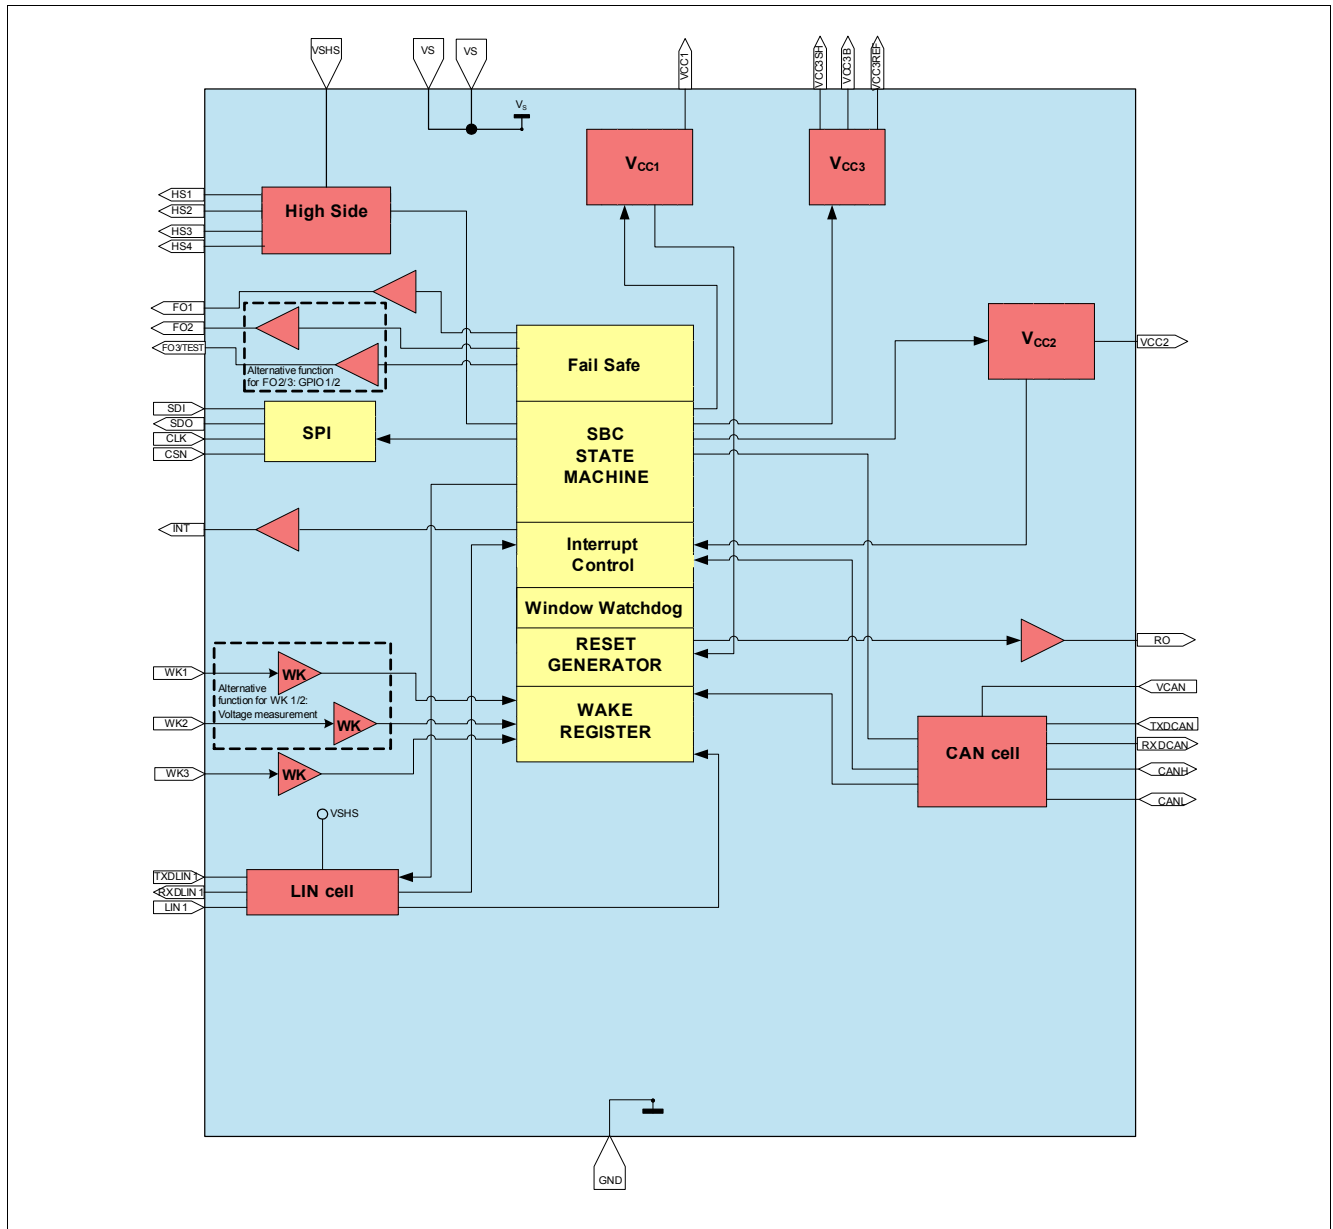 VSHS
VS
VS
VCC1
VCC3SH
VCC3B
VCC3REF
Vs
VCC1
VCC3
HS1
HS2
HS3
HS4
High Side
FO1
FO2
FO3/TEST
Alternative function
for FO2/3: GPIO1/2
Fail Safe
VCC2
VCC2
SDI
SDO
CLK
CSN
SPI
SBC
STATE
MACHINE
INT
Interrupt
Control
Window Watchdog
RESET
GENERATOR
RO
WK1
WK2
WK3
WK
Alternative
function for WK1/2:
Voltage measurement
WK
WK
WAKE
REGISTER
VCAN
TXDCAN
RXDCAN
CANH
CANL
CAN cell
VSHS
TXDLIN1
RXDLIN1
LIN1
LIN cell
GND